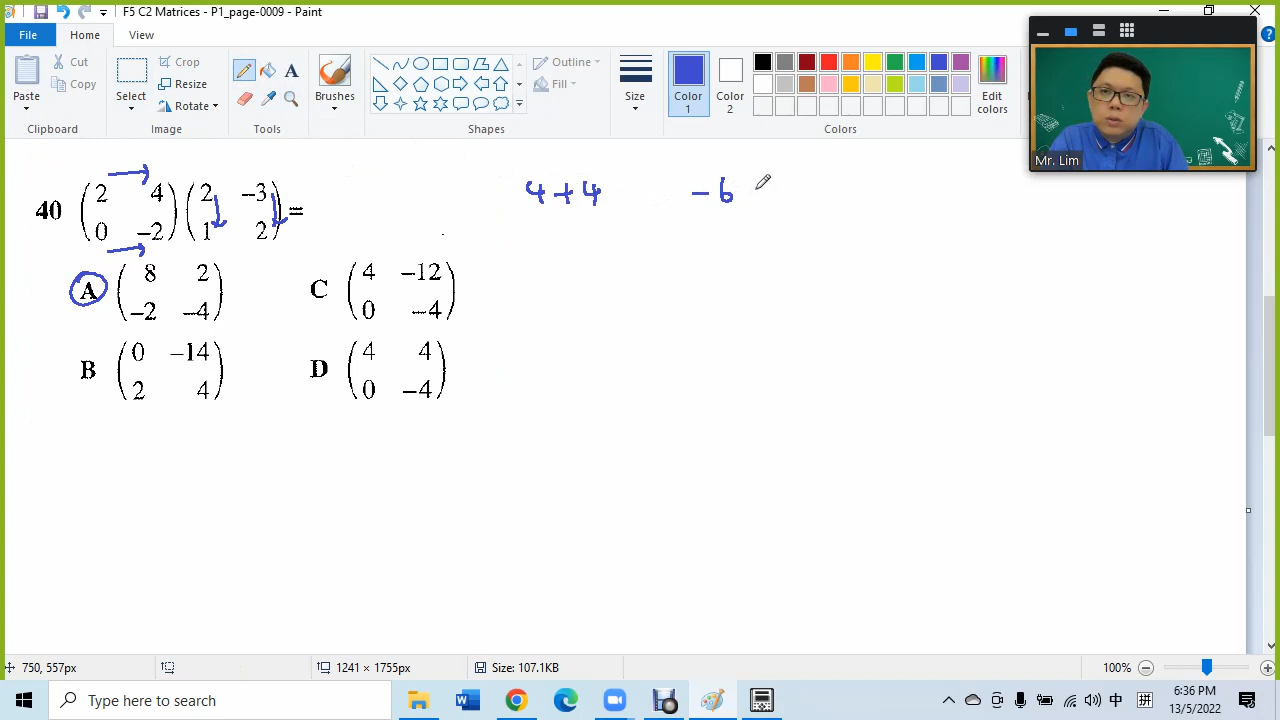 F5 C2 Matrices - P1_page-0009 - Paint
File Home View
Paste Cut Copy Clipboard
Select Crop Resize Rotate Image
Tools
Brushes
Outline Fill Shapes
Size
Color 1 Color 2 Edit colors Colors
Mr. Lim
40 (2 4 0 -2) (2 -3 1 2) =
4+4 -6
A (8 2 -2 -4)
C (4 -12 0 -4)
B (0 -14 2 4)
D (4 4 0 -4)
750, 557px 1241 × 1755px Size: 107.1KB 100%
Type here to search
中 拼 6:36 PM
13/5/2022